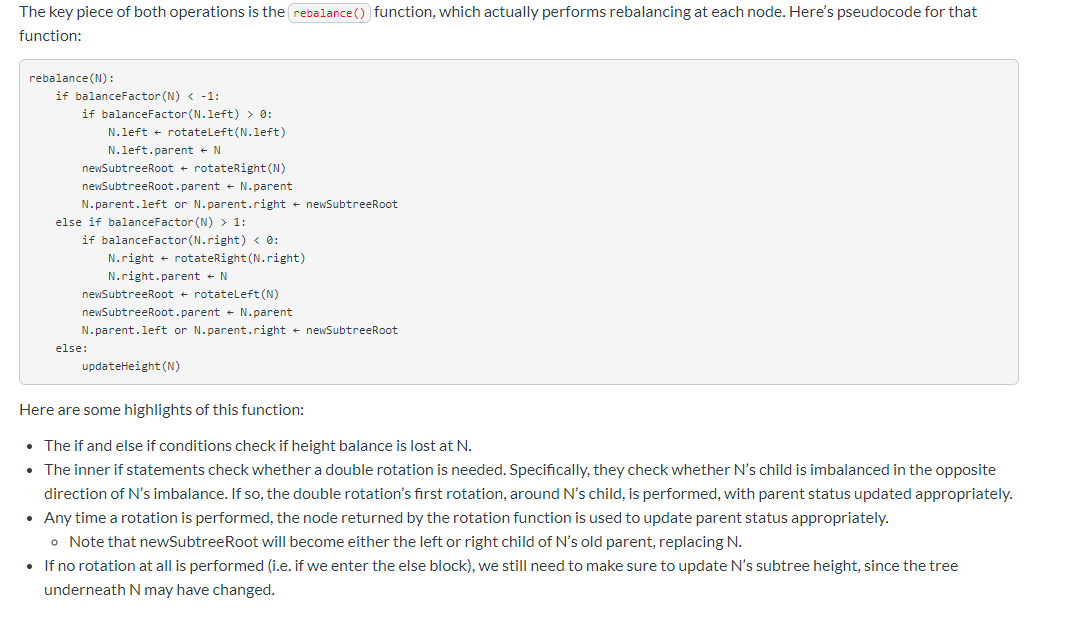 The key piece of both operations is the rebalance() function, which actually performs rebalancing at each node. Here’s pseudocode for that
function:
rebalance(N):
    if balanceFactor(N) < -1:
        if balanceFactor(N.left) > 0:
            N.left ← rotateLeft(N.left)
            N.left.parent ← N
        newSubtreeRoot ← rotateRight(N)
        newSubtreeRoot.parent ← N.parent
        N.parent.left or N.parent.right ← newSubtreeRoot
    else if balanceFactor(N) > 1:
        if balanceFactor(N.right) < 0:
            N.right ← rotateRight(N.right)
            N.right.parent ← N
        newSubtreeRoot ← rotateLeft(N)
        newSubtreeRoot.parent ← N.parent
        N.parent.left or N.parent.right ← newSubtreeRoot
    else:
        updateHeight(N)
Here are some highlights of this function:
• The if and else if conditions check if height balance is lost at N.
• The inner if statements check whether a double rotation is needed. Specifically, they check whether N’s child is imbalanced in the opposite
direction of N’s imbalance. If so, the double rotation’s first rotation, around N’s child, is performed, with parent status updated appropriately.
• Any time a rotation is performed, the node returned by the rotation function is used to update parent status appropriately.
◦ Note that newSubtreeRoot will become either the left or right child of N’s old parent, replacing N.
• If no rotation at all is performed (i.e. if we enter the else block), we still need to make sure to update N’s subtree height, since the tree
underneath N may have changed.